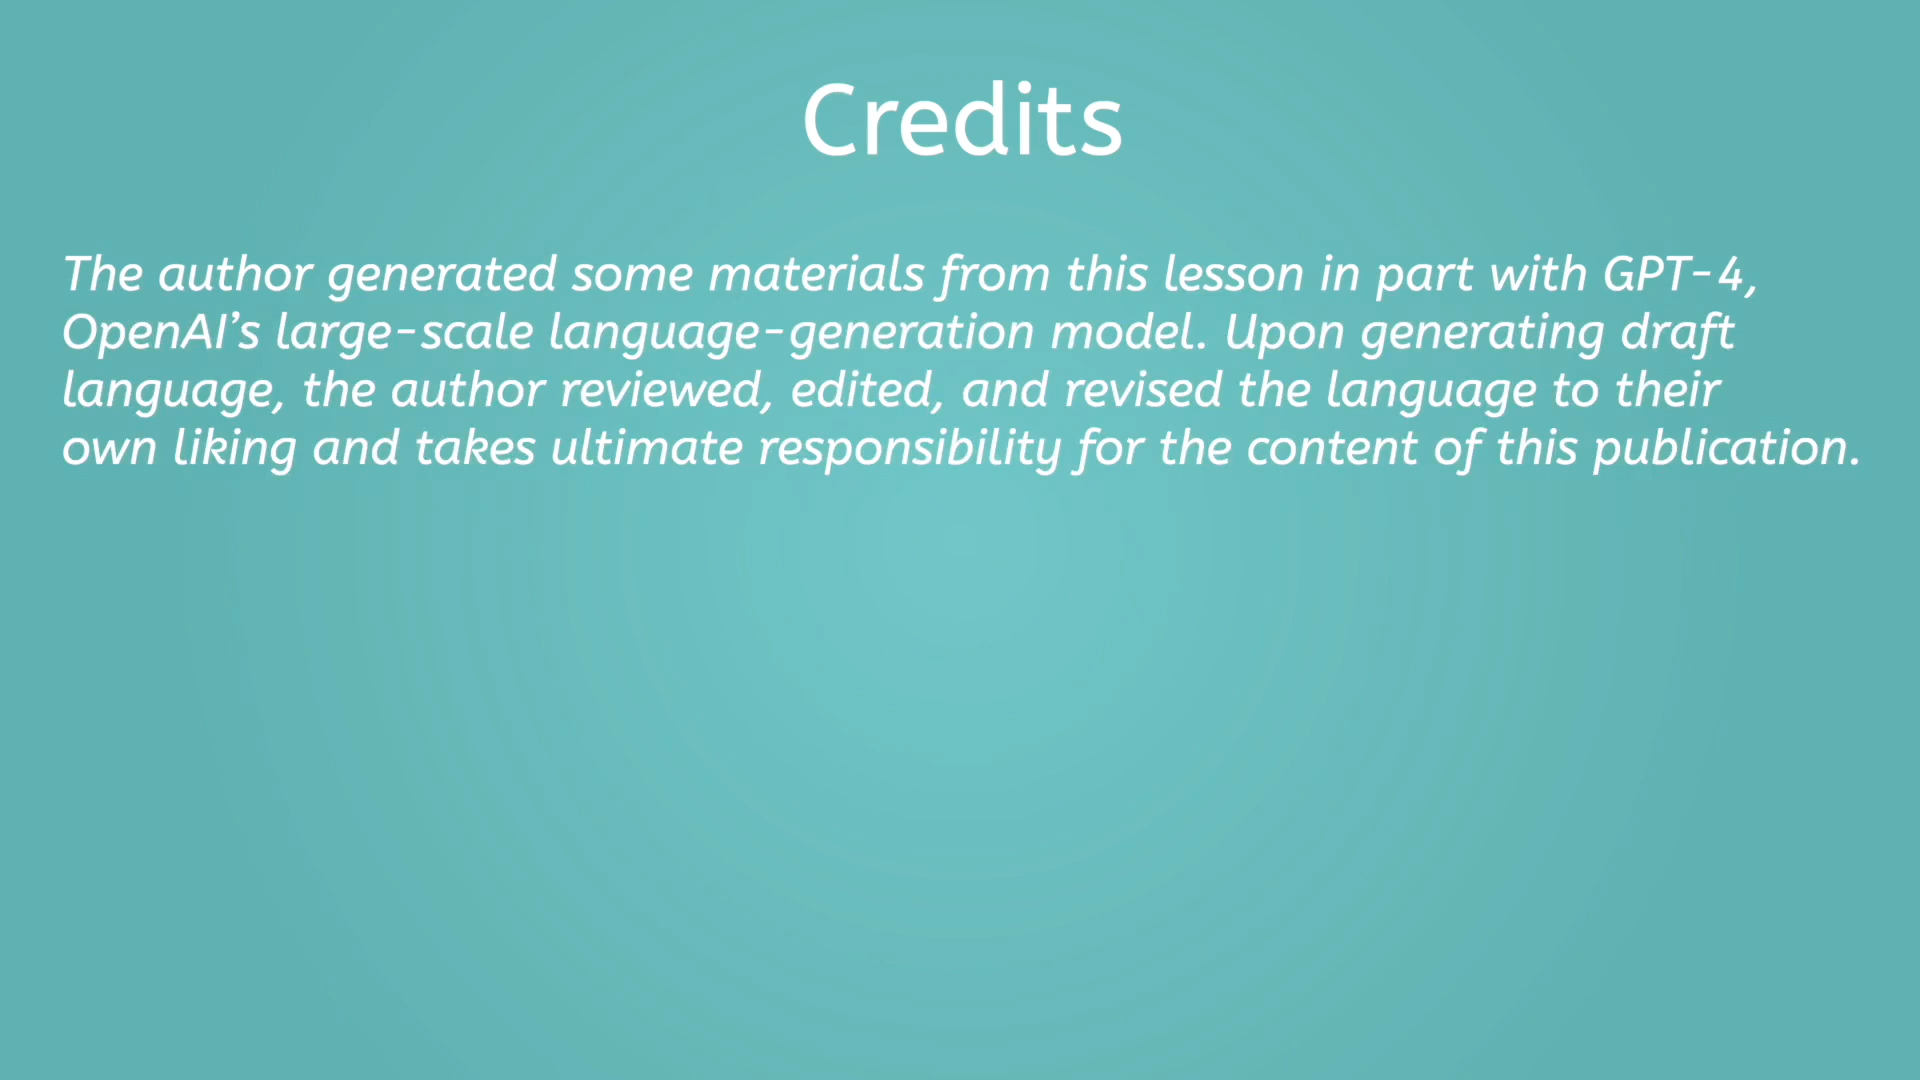 Credits
The author generated some materials from this lesson in part with GPT-4,
OpenAI’s large-scale language-generation model. Upon generating draft
language, the author reviewed, edited, and revised the language to their
own liking and takes ultimate responsibility for the content of this publication.